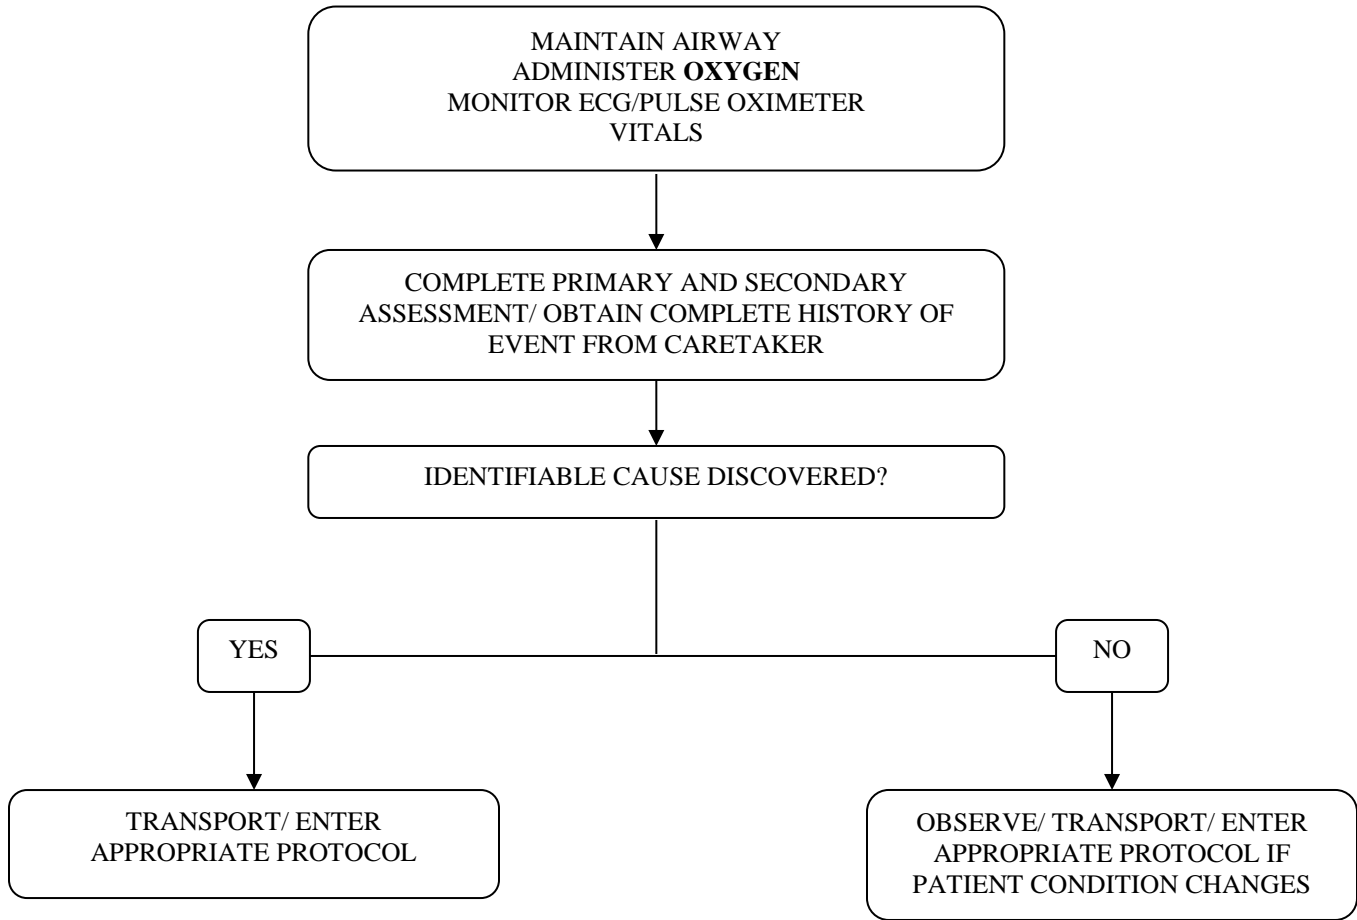 MAINTAIN AIRWAY
ADMINISTER OXYGEN
MONITOR ECG/PULSE OXIMETER
VITALS
COMPLETE PRIMARY AND SECONDARY
ASSESSMENT/ OBTAIN COMPLETE HISTORY OF
EVENT FROM CARETAKER
IDENTIFIABLE CAUSE DISCOVERED?
YES
NO
TRANSPORT/ ENTER
APPROPRIATE PROTOCOL
OBSERVE/ TRANSPORT/ ENTER
APPROPRIATE PROTOCOL IF
PATIENT CONDITION CHANGES